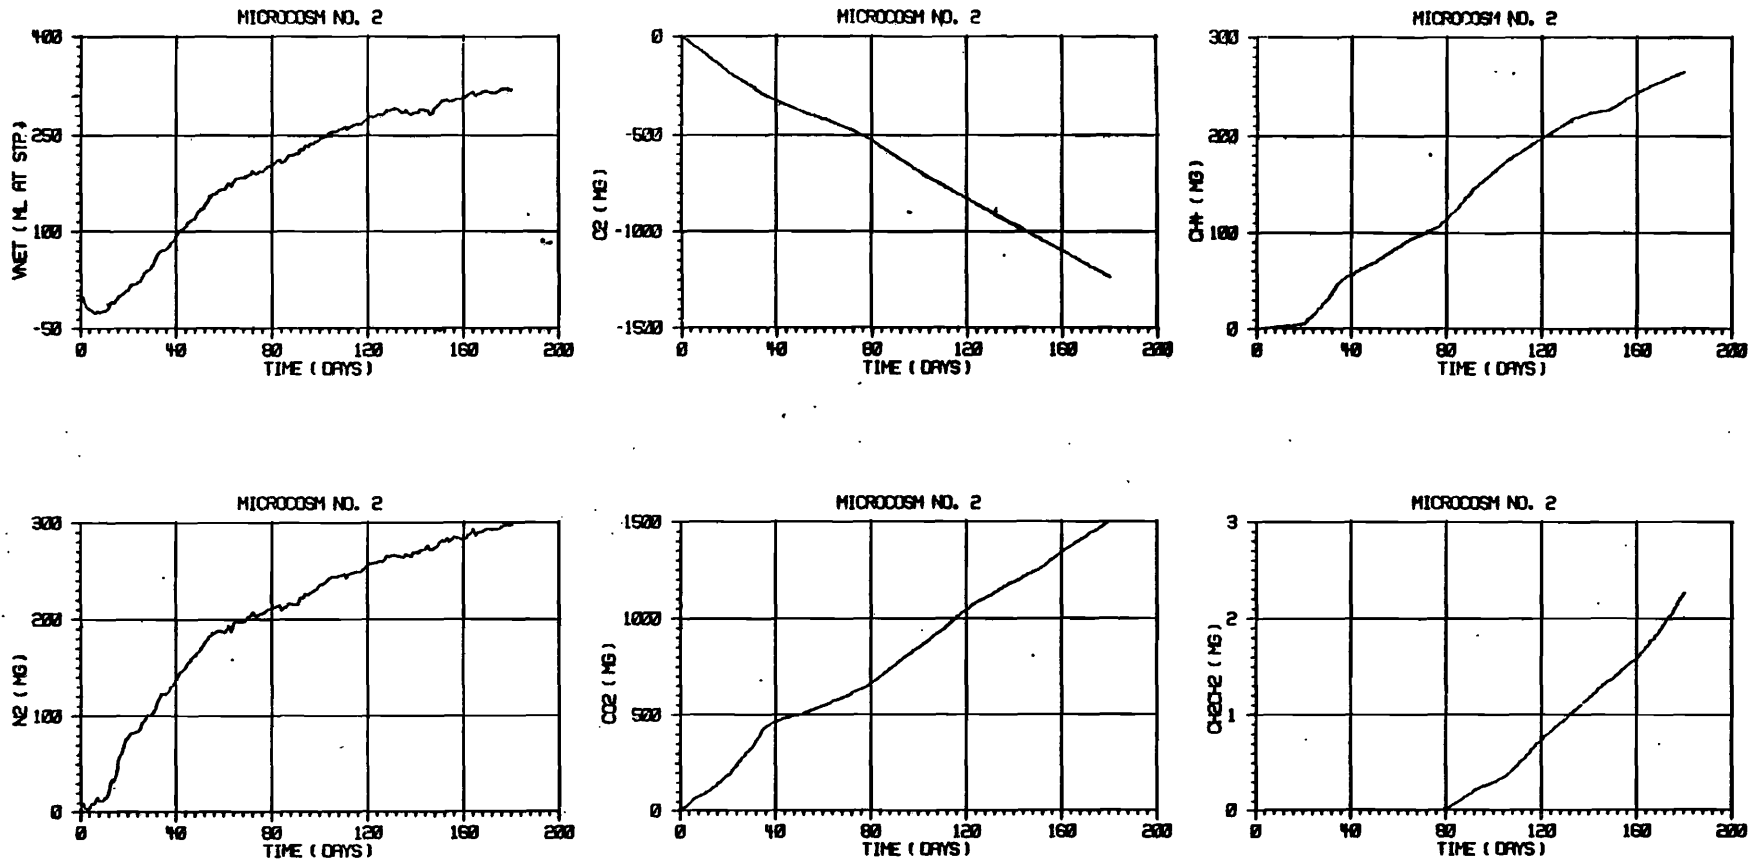 MICROCOSM NO. 2
400
250
100
-50
VNET ( ML AT STP.)
0 40 80 120 160 200
TIME ( DAYS )
MICROCOSM NO. 2
0
-500
-1000
-1500
O2 ( MG )
0 40 80 120 160 200
TIME ( DAYS )
MICROCOSM NO. 2
300
200
100
0
CH4 ( MG )
0 40 80 120 160 200
TIME ( DAYS )
MICROCOSM NO. 2
300
200
100
0
N2 ( MG )
0 40 80 120 160 200
TIME ( DAYS )
MICROCOSM NO. 2
1500
1000
500
0
CO2 ( MG )
0 40 80 120 160 200
TIME ( DAYS )
MICROCOSM NO. 2
3
2
1
0
CH2CH2 ( MG )
0 40 80 120 160 200
TIME ( DAYS )